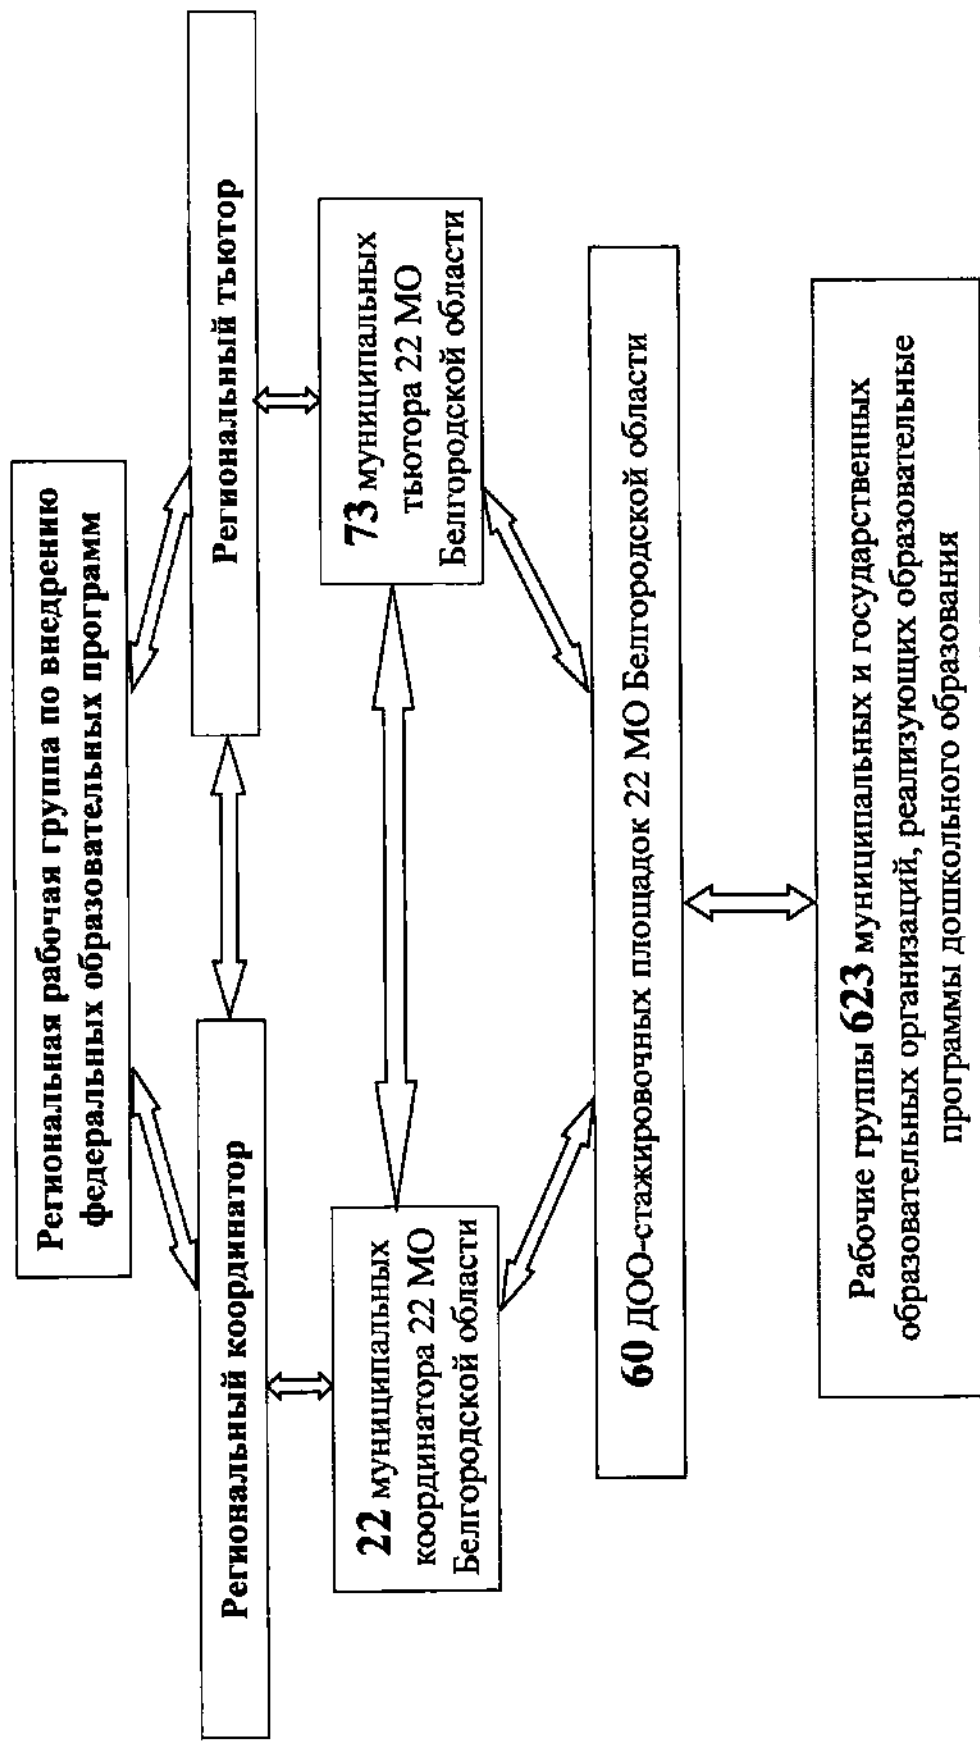 Региональная рабочая группа по внедрению
федеральных образовательных программ
Региональный координатор
Региональный тьютор
22 муниципальных
координатора 22 МО
Белгородской области
73 муниципальных
тьютора 22 МО
Белгородской области
60 ДОО-стажировочных площадок 22 МО Белгородской области
Рабочие группы 623 муниципальных и государственных
образовательных организаций, реализующих образовательные
программы дошкольного образования